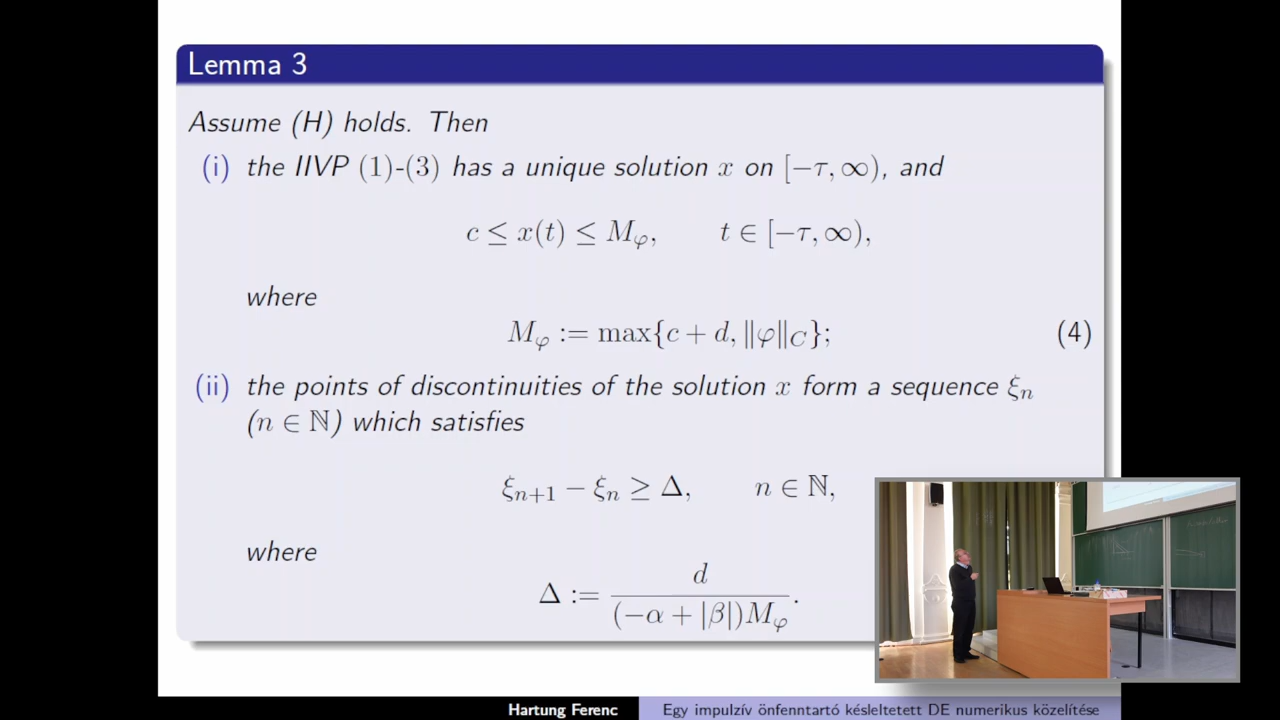 Lemma 3
Assume (H) holds. Then
(i) the IIVP (1)-(3) has a unique solution x on [−τ, ∞), and
c ≤ x(t) ≤ M_φ, t ∈ [−τ, ∞),
where
M_φ := max{c + d, ‖φ‖_C}; (4)
(ii) the points of discontinuities of the solution x form a sequence ξ_n
(n ∈ ℕ) which satisfies
ξ_{n+1} − ξ_n ≥ Δ, n ∈ ℕ,
where
Δ := d / ((−α + |β|)M_φ).
Hartung Ferenc Egy impulzív önfenntartó késleltetett DE numerikus közelítése